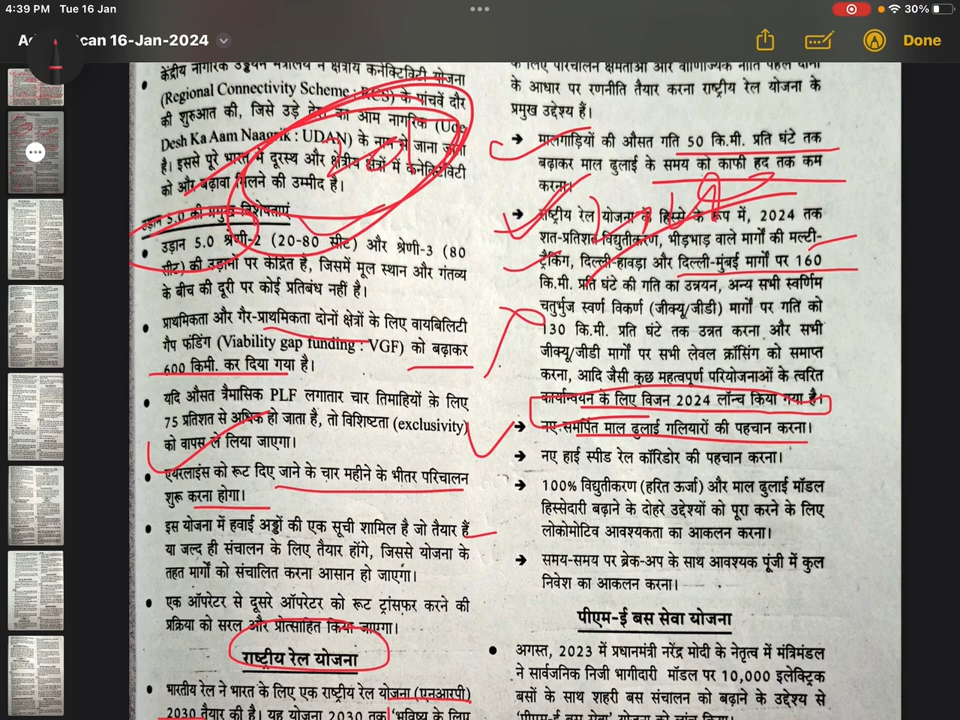 4:39 PM Tue 16 Jan
30%
can 16-Jan-2024
Done
केंद्रीय नागरिक उड्डयन मंत्रालय ने क्षेत्रीय कनेक्टिविटी योजना
(Regional Connectivity Scheme : RCS) के पांचवें दौर
की शुरुआत की, जिसे उड़े देश का आम नागरिक (Ude
Desh Ka Aam Naagrik : UDAN) के नाम से जाना जाता
है। इससे पूरे भारत में दूरस्थ और क्षेत्रीय क्षेत्रों में कनेक्टिविटी
को और बढ़ावा मिलने की उम्मीद है।
उड़ान 5.0 की प्रमुख विशेषताएं
उड़ान 5.0 श्रेणी-2 (20-80 सीट) और श्रेणी-3 (80
सीट) की उड़ानों पर केंद्रित है, जिसमें मूल स्थान और गंतव्य
के बीच की दूरी पर कोई प्रतिबंध नहीं है।
प्राथमिकता और गैर-प्राथमिकता दोनों क्षेत्रों के लिए वायबिलिटी
गैप फंडिंग (Viability gap funding : VGF) को बढ़ाकर
600 किमी. कर दिया गया है।
यदि औसत त्रैमासिक PLF लगातार चार तिमाहियों के लिए
75 प्रतिशत से अधिक हो जाता है, तो विशिष्टता (exclusivity)
को वापस ले लिया जाएगा।
एयरलाइंस को रूट दिए जाने के चार महीने के भीतर परिचालन
शुरू करना होगा।
इस योजना में हवाई अड्डों की एक सूची शामिल है जो तैयार हैं
या जल्द ही संचालन के लिए तैयार होंगे, जिससे योजना के
तहत मार्गों को संचालित करना आसान हो जाएगा।
एक ऑपरेटर से दूसरे ऑपरेटर को रूट ट्रांसफर करने की
प्रक्रिया को सरल और प्रोत्साहित किया जाएगा।
राष्ट्रीय रेल योजना
भारतीय रेल ने भारत के लिए एक राष्ट्रीय रेल योजना (एनआरपी)
2030 तैयार की है। यह योजना 2030 तक 'भविष्य के लिए
के लिए परिचालन क्षमताओं और वाणिज्यिक नीति पहल दोनों
के आधार पर रणनीति तैयार करना राष्ट्रीय रेल योजना के
प्रमुख उद्देश्य हैं।
→ मालगाड़ियों की औसत गति 50 कि.मी. प्रति घंटे तक
बढ़ाकर माल ढुलाई के समय को काफी हद तक कम
करना।
→ राष्ट्रीय रेल योजना के हिस्से के रूप में, 2024 तक
शत-प्रतिशत विद्युतीकरण, भीड़भाड़ वाले मार्गों की मल्टी-
ट्रैकिंग, दिल्ली-हावड़ा और दिल्ली-मुंबई मार्गों पर 160
कि.मी. प्रति घंटे की गति का उन्नयन, अन्य सभी स्वर्णिम
चतुर्भुज स्वर्ण विकर्ण (जीक्यू/जीडी) मार्गों पर गति को
130 कि.मी. प्रति घंटे तक उन्नत करना और सभी
जीक्यू/जीडी मार्गों पर सभी लेवल क्रॉसिंग को समाप्त
करना, आदि जैसी कुछ महत्वपूर्ण परियोजनाओं के त्वरित
कार्यान्वयन के लिए विजन 2024 लॉन्च किया गया है।
→ नए समर्पित माल ढुलाई गलियारों की पहचान करना।
→ नए हाई स्पीड रेल कॉरिडोर की पहचान करना।
→ 100% विद्युतीकरण (हरित ऊर्जा) और माल ढुलाई मॉडल
हिस्सेदारी बढ़ाने के दोहरे उद्देश्यों को पूरा करने के लिए
लोकोमोटिव आवश्यकता का आकलन करना।
→ समय-समय पर ब्रेक-अप के साथ आवश्यक पूंजी में कुल
निवेश का आकलन करना।
पीएम-ई बस सेवा योजना
अगस्त, 2023 में प्रधानमंत्री नरेंद्र मोदी के नेतृत्व में मंत्रिमंडल
ने सार्वजनिक निजी भागीदारी मॉडल पर 10,000 इलेक्ट्रिक
बसों के साथ शहरी बस संचालन को बढ़ाने के उद्देश्य से
'पीएम-ई बस सेवा' योजना को लॉन्च किया।